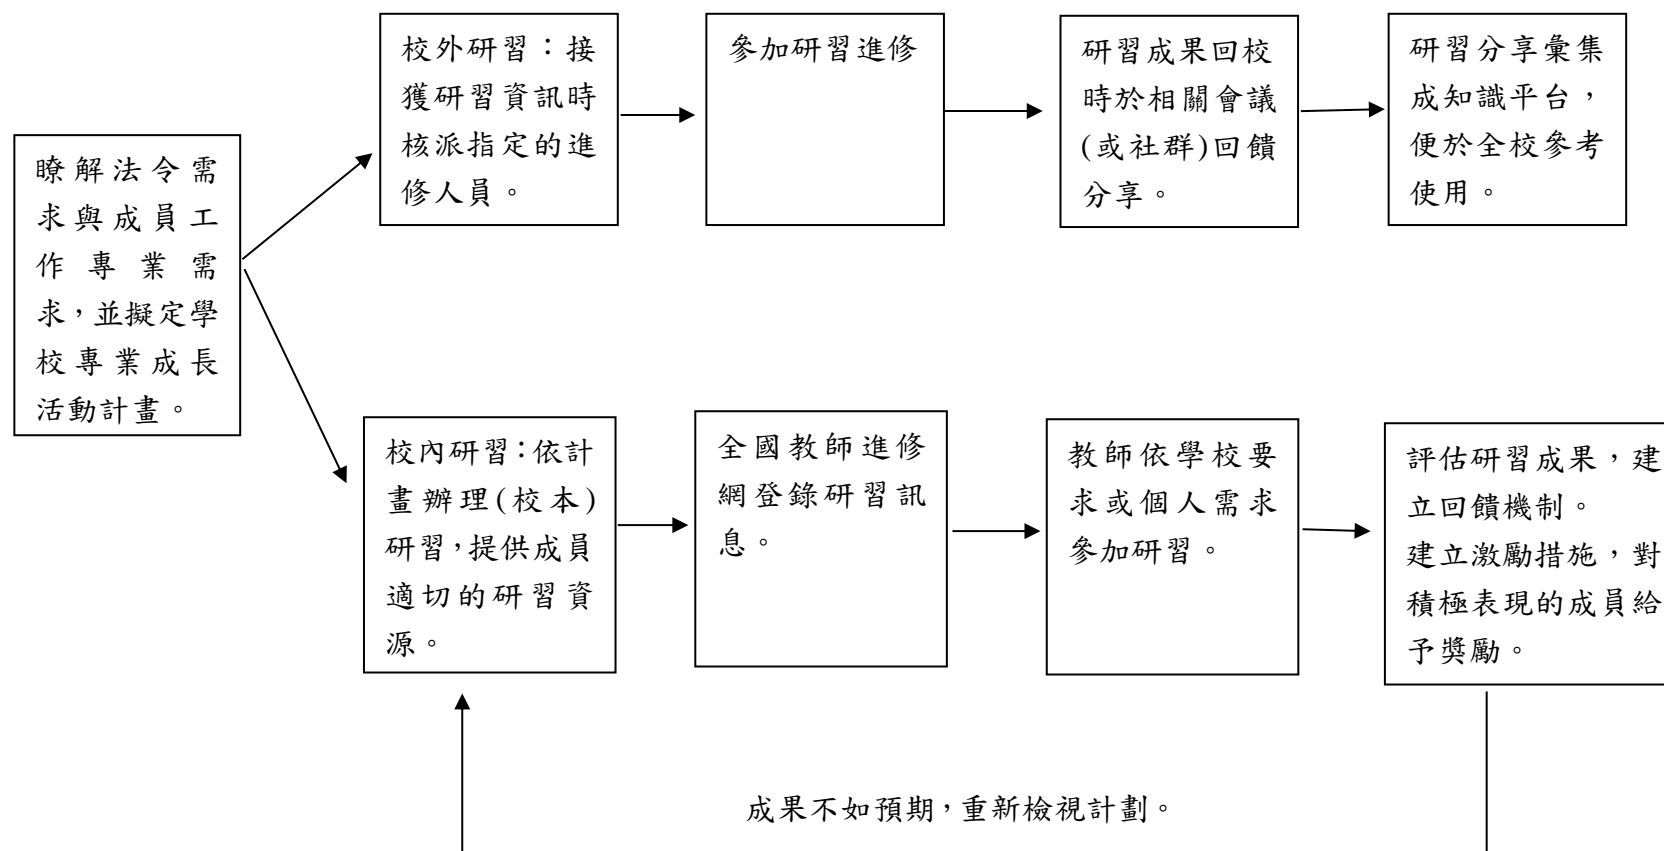 瞭解法令需
求與成員工
作專業需
求，並擬定學
校專業成長
活動計畫。
校外研習：接
獲研習資訊時
核派指定的進
修人員。
參加研習進修
研習成果回校
時於相關會議
(或社群)回饋
分享。
研習分享彙集
成知識平台，
便於全校參考
使用。
校內研習：依計
畫辦理(校本)
研習，提供成員
適切的研習資
源。
全國教師進修
網登錄研習訊
息。
教師依學校要
求或個人需求
參加研習。
評估研習成果，建
立回饋機制。
建立激勵措施，對
積極表現的成員給
予獎勵。
成果不如預期，重新檢視計劃。